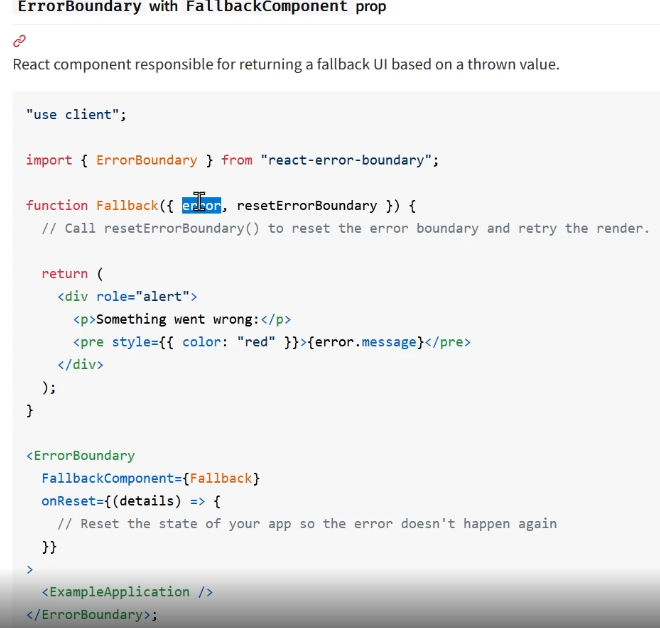 ErrorBoundary with FallbackComponent prop
React component responsible for returning a fallback UI based on a thrown value.
"use client";
import { ErrorBoundary } from "react-error-boundary";
function Fallback({ error, resetErrorBoundary }) {
// Call resetErrorBoundary() to reset the error boundary and retry the render.
return (
<div role="alert">
<p>Something went wrong:</p>
<pre style={{ color: "red" }}>{error.message}</pre>
</div>
);
}
<ErrorBoundary
FallbackComponent={Fallback}
onReset={(details) => {
// Reset the state of your app so the error doesn't happen again
}}
>
<ExampleApplication />
</ErrorBoundary>;